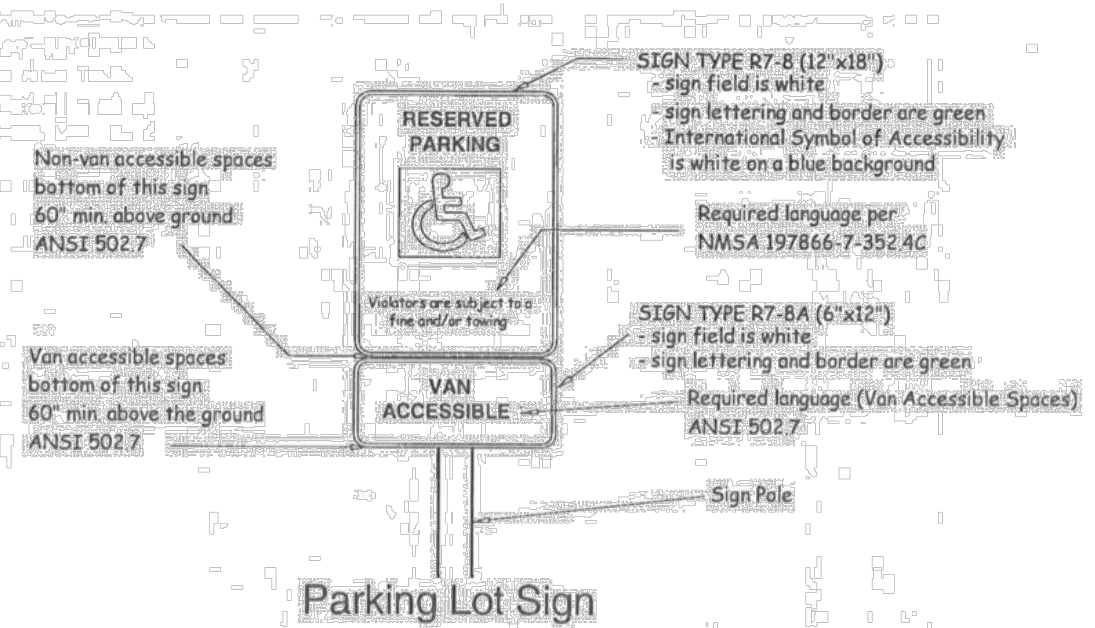 SIGN TYPE R7-8 (12"x18")
- sign field is white
- sign lettering and border are green
- International Symbol of Accessibility
is white on a blue background
RESERVED
PARKING
Non-van accessible spaces
bottom of this sign
60" min. above ground
ANSI 502.7
Required language per
NMSA 197866-7-352.4C
Violators are subject to a
fine and/or towing
SIGN TYPE R7-8A (6"x12")
- sign field is white
- sign lettering and border are green
Van accessible spaces
bottom of this sign
60" min. above the ground
ANSI 502.7
VAN
ACCESSIBLE
Required language (Van Accessible Spaces)
ANSI 502.7
Sign Pole
Parking Lot Sign